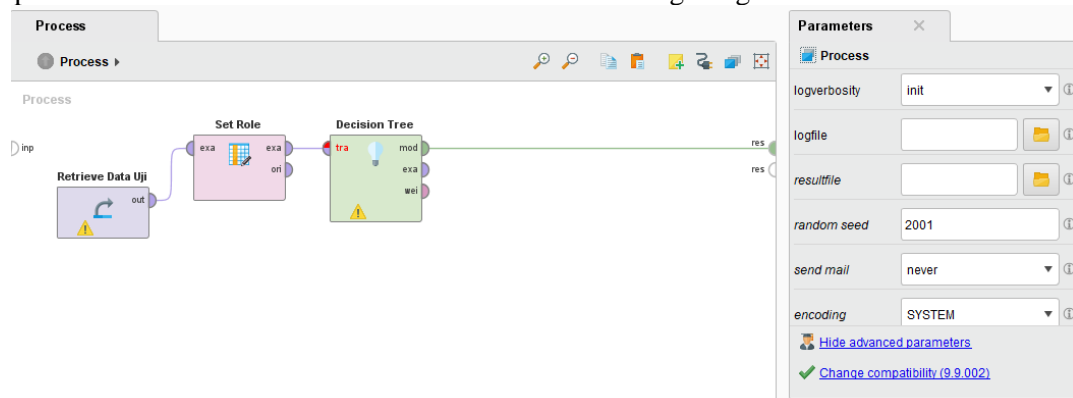 Process
Process
Process
inp
Retrieve Data Uji
out
Set Role
exa
exa
ori
Decision Tree
tra
mod
exa
wei
res
res
Parameters
Process
logverbosity
init
logfile
resultfile
random seed
2001
send mail
never
encoding
SYSTEM
Hide advanced parameters
Change compatibility (9.9.002)